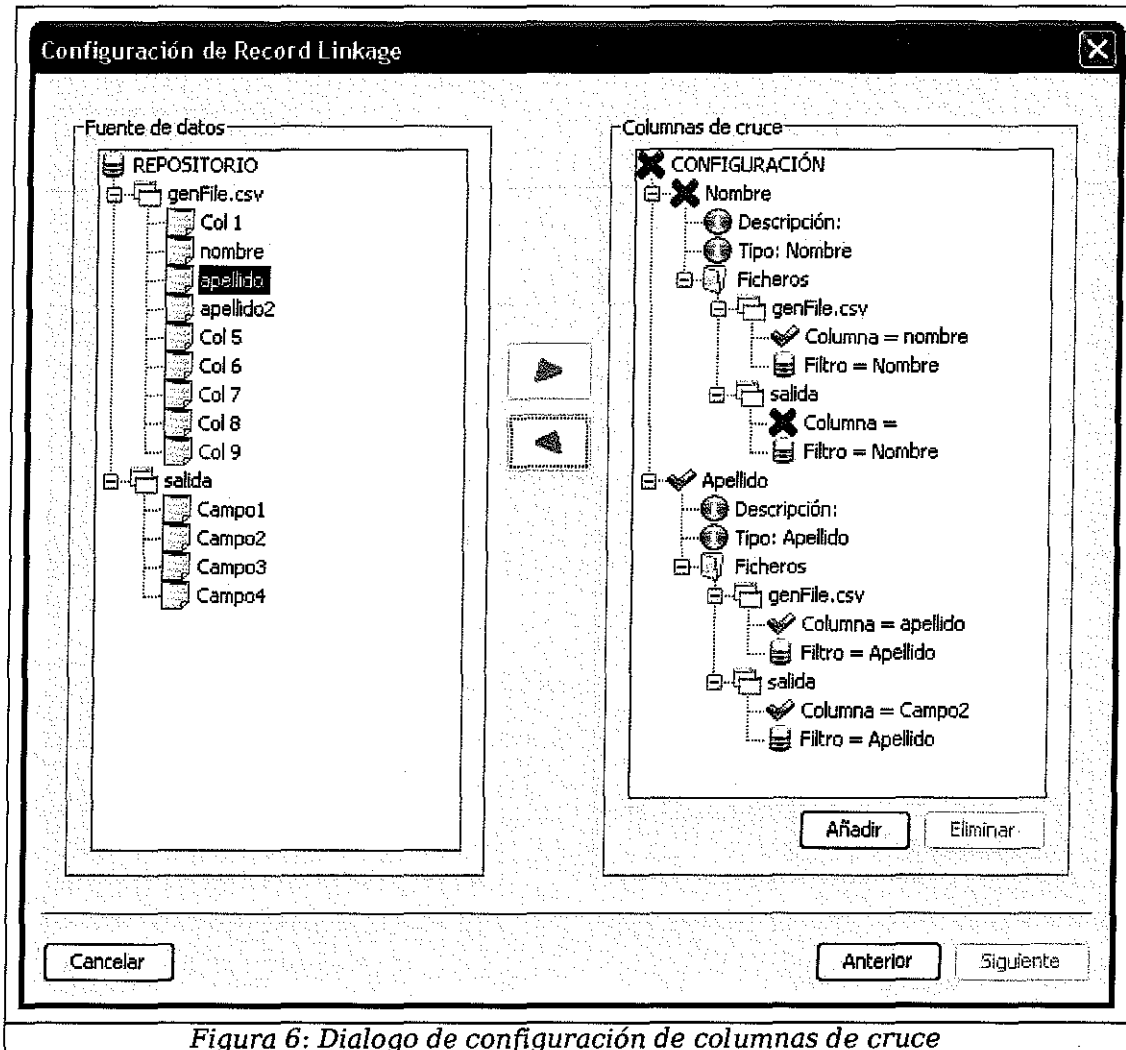 Configuración de Record Linkage
Fuente de datos
REPOSITORIO
genFile.csv
Col 1
nombre
apellido
apellido2
Col 5
Col 6
Col 7
Col 8
Col 9
salida
Campo1
Campo2
Campo3
Campo4
Columnas de cruce
CONFIGURACIÓN
Nombre
Descripción:
Tipo: Nombre
Ficheros
genFile.csv
Columna = nombre
Filtro = Nombre
salida
Columna =
Filtro = Nombre
Apellido
Descripción:
Tipo: Apellido
Ficheros
genFile.csv
Columna = apellido
Filtro = Apellido
salida
Columna = Campo2
Filtro = Apellido
Añadir
Eliminar
Cancelar
Anterior
Siguiente
Figura 6: Dialogo de configuración de columnas de cruce